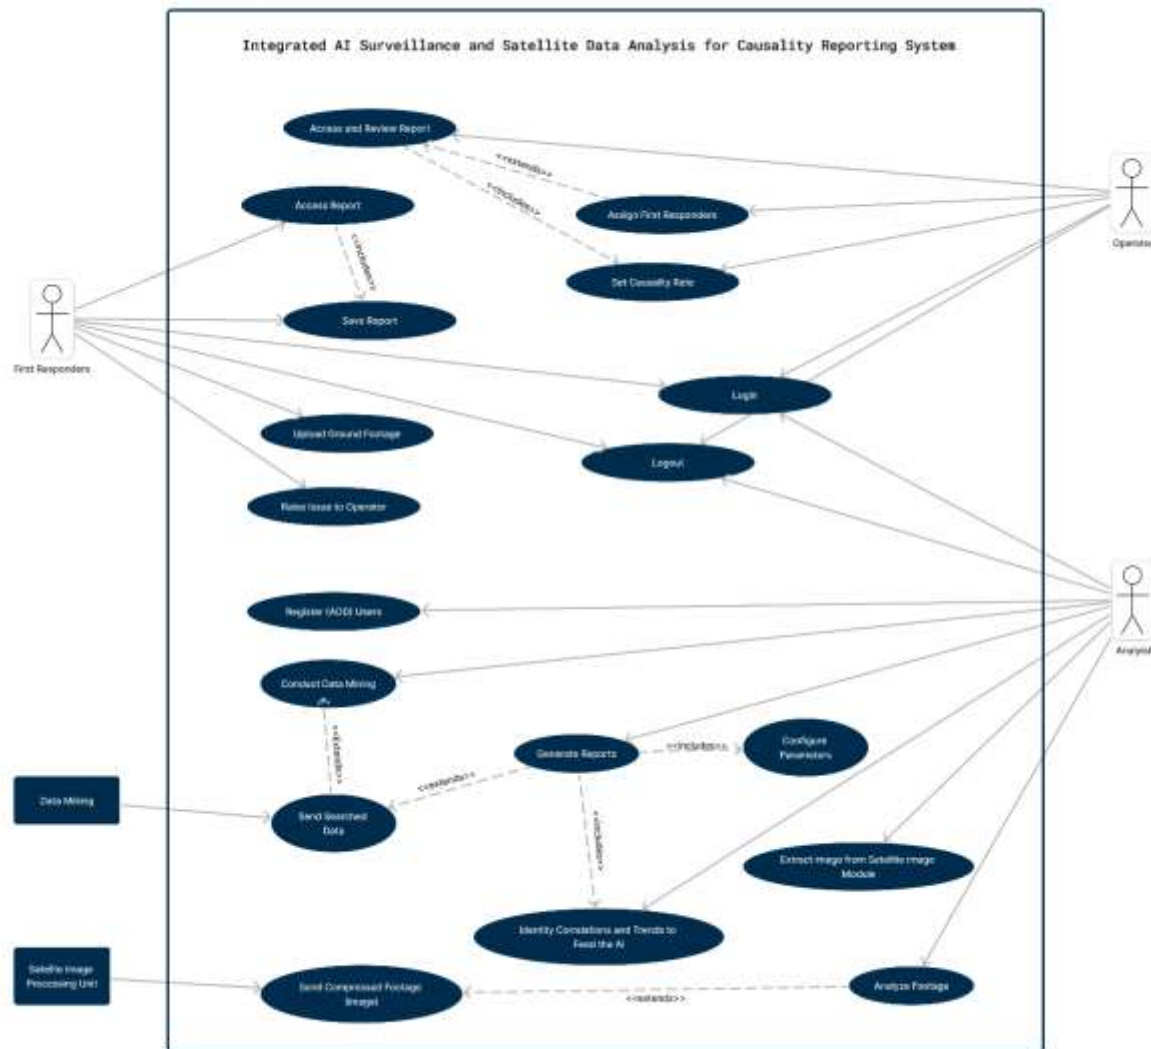 Integrated AI Surveillance and Satellite Data Analysis for Causality Reporting System
Access and Review Report
<<extends>>
<<includes>>
Access Report
Assign First Responders
Operator
<<includes>>
Set Causality Rate
Save Report
First Responders
Login
Upload Ground Footage
Logout
Raise Issue to Operator
Register (ADD) Users
Analyst
Conduct Data Mining
<<extends>>
Generate Reports
<<includes>>
Configure
Parameters
<<extends>>
Data Mining
Send Searched
Data
<<includes>>
Extract image from Satellite image
Module
Identity Correlations and Trends to
Feed the AI
Satellite Image
Processing Unit
Send Compressed Footage
(Image)
<<extends>>
Analyze Footage